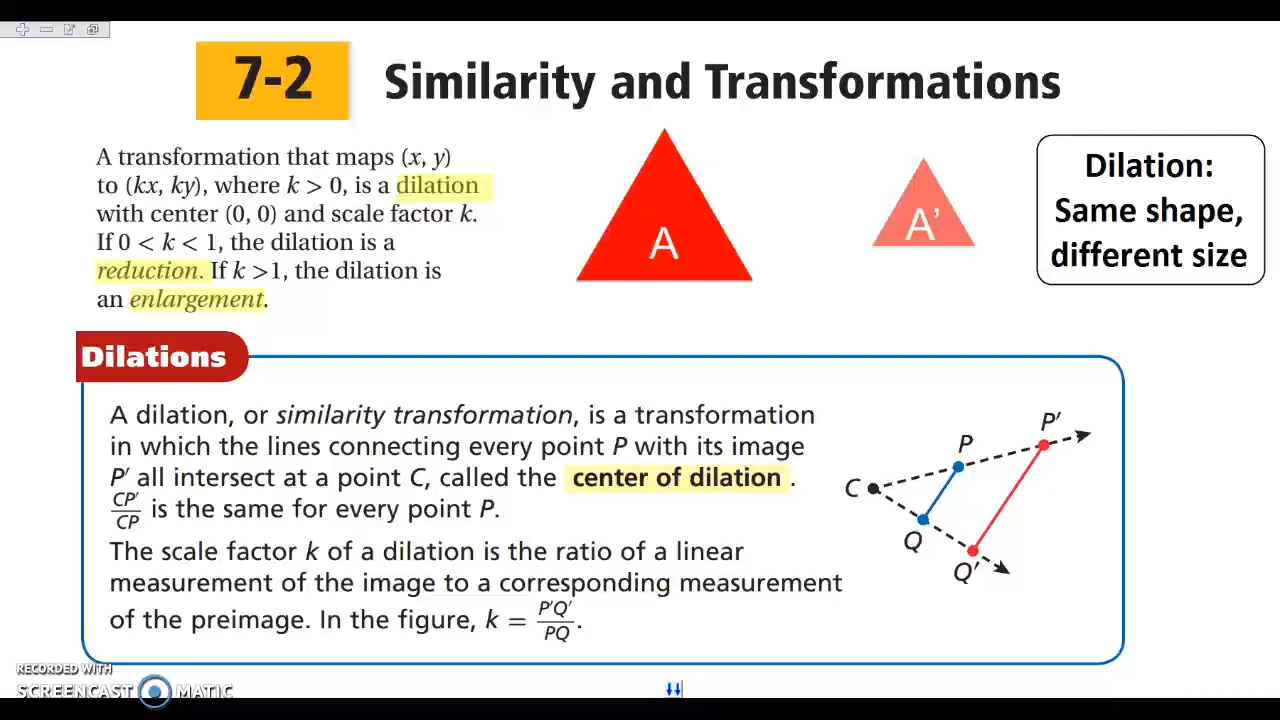 7-2 Similarity and Transformations
A transformation that maps (x, y)
to (kx, ky), where k > 0, is a dilation
with center (0, 0) and scale factor k.
If 0 < k < 1, the dilation is a
reduction. If k >1, the dilation is
an enlargement.
A
A'
Dilation:
Same shape,
different size
Dilations
A dilation, or similarity transformation, is a transformation
in which the lines connecting every point P with its image
P′ all intersect at a point C, called the center of dilation .
CP′/CP is the same for every point P.
The scale factor k of a dilation is the ratio of a linear
measurement of the image to a corresponding measurement
of the preimage. In the figure, k = P′Q′/PQ.
P′
P
C
Q
Q′
RECORDED WITH
SCREENCAST MATIC